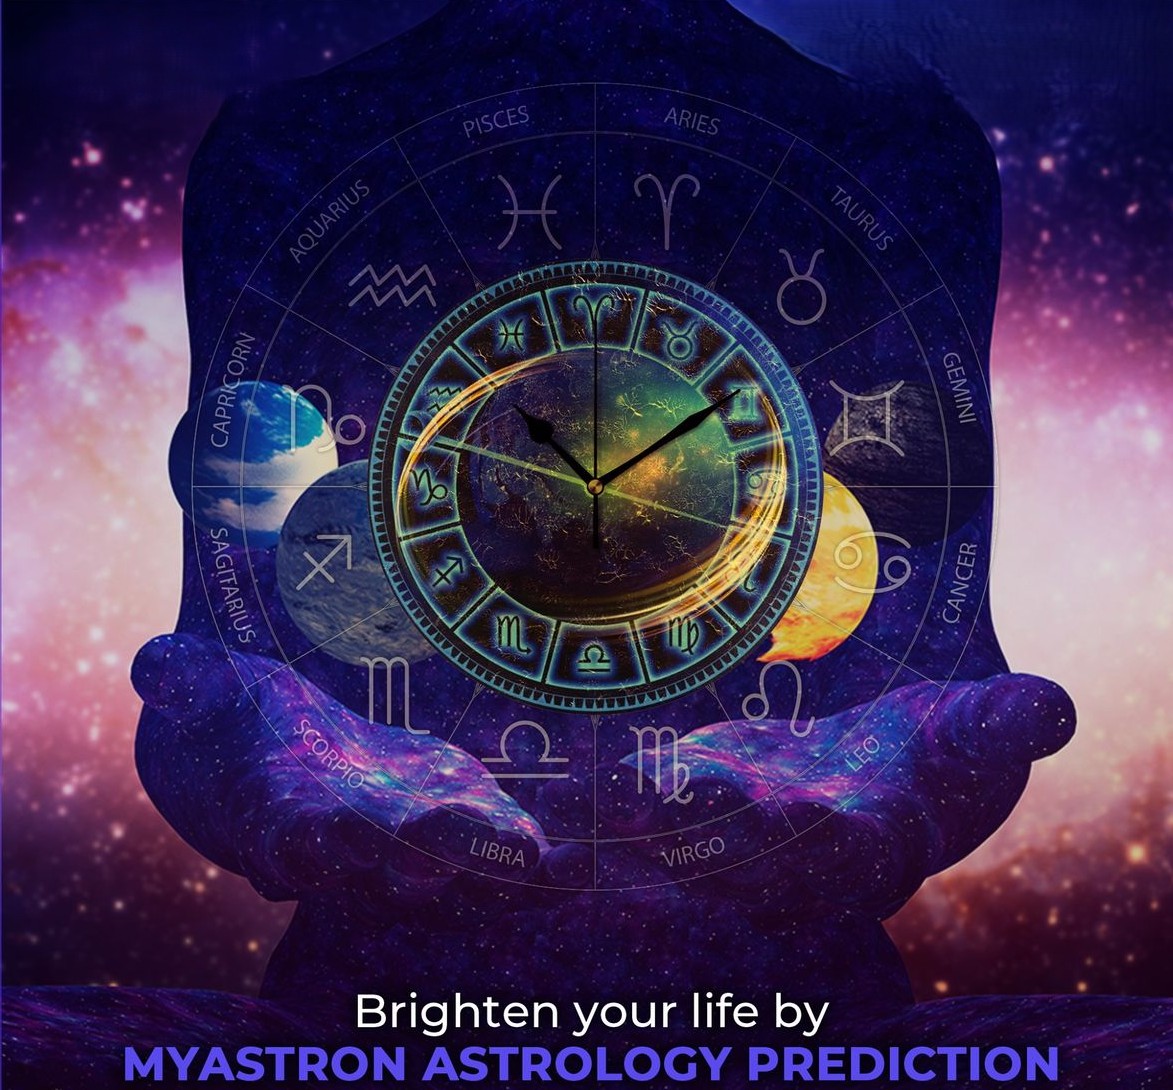 PISCES
ARIES
AQUARIUS
TAURUS
CAPRICORN
GEMINI
SAGITARIUS
CANCER
SCORPIO
LEO
LIBRA
VIRGO
Brighten your life by
MYASTRON ASTROLOGY PREDICTION